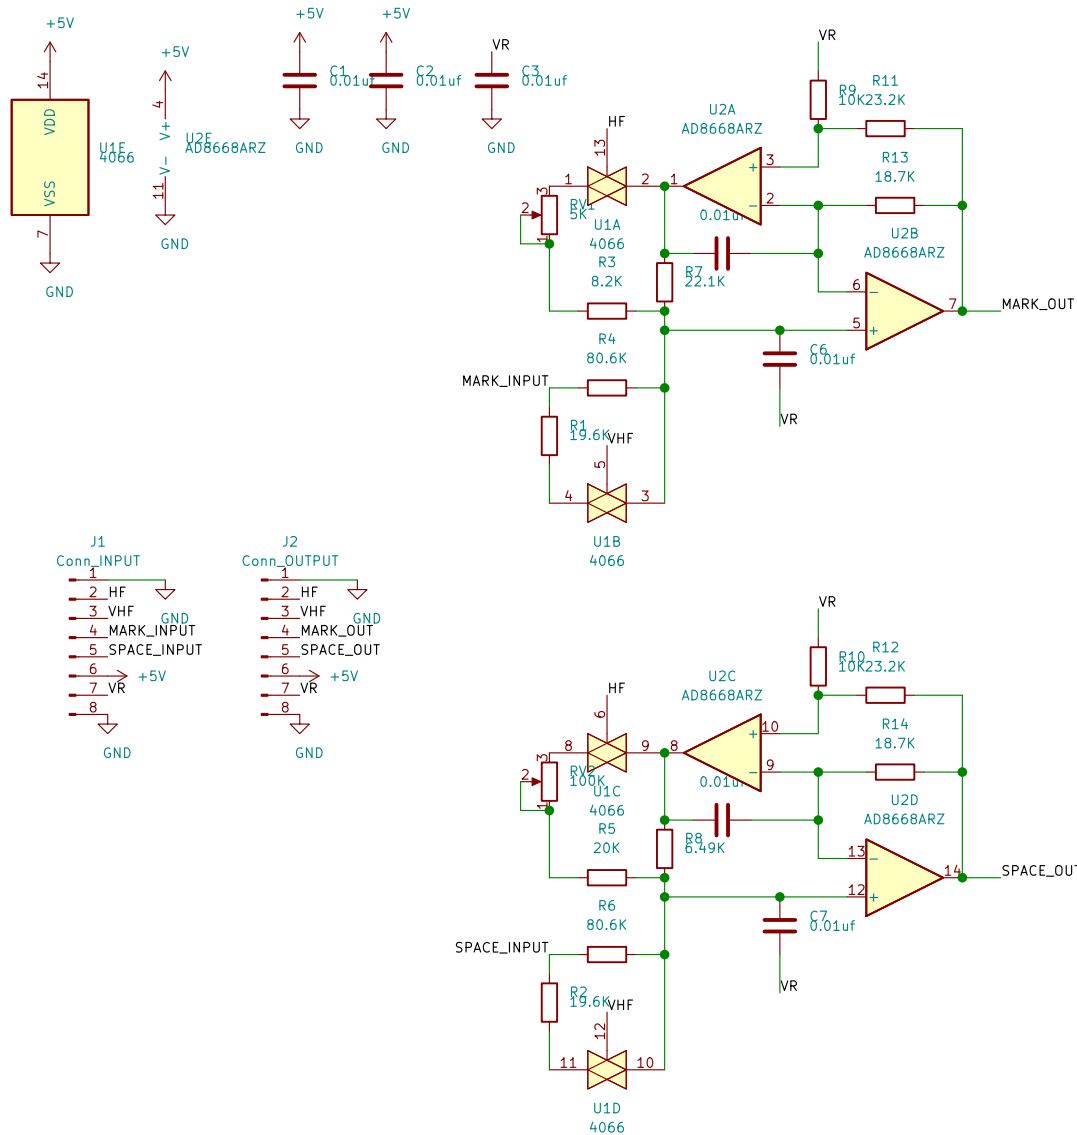 +5V
14
VDD
VSS
7
U1E
4066
GND
+5V
4
V+
V-
11
U2E
AD8668ARZ
GND
+5V
C1
0.01uf
GND
+5V
C2
0.01uf
GND
VR
C3
0.01uf
GND
VR
R9
10K
R11
23.2K
U2A
AD8668ARZ
HF
13
1
2
1
3
2
R13
18.7K
3
2
1
RV1
5K
U1A
4066
0.01uf
U2B
AD8668ARZ
R3
8.2K
R7
22.1K
6
5
7
MARK_OUT
R4
80.6K
C6
0.01uf
MARK_INPUT
VR
R1
19.6K
VHF
5
4
3
U1B
4066
J1
Conn_INPUT
1
GND
2
HF
3
VHF
4
MARK_INPUT
5
SPACE_INPUT
6
+5V
7
VR
8
GND
J2
Conn_OUTPUT
1
GND
2
HF
3
VHF
4
MARK_OUT
5
SPACE_OUT
6
+5V
7
VR
8
GND
VR
R10
10K
R12
23.2K
U2C
AD8668ARZ
HF
6
8
9
8
10
9
R14
18.7K
3
2
1
RV2
100K
U1C
4066
0.01uf
U2D
AD8668ARZ
R5
20K
R8
6.49K
13
12
14
SPACE_OUT
R6
80.6K
C7
0.01uf
SPACE_INPUT
VR
R2
19.6K
VHF
12
11
10
U1D
4066